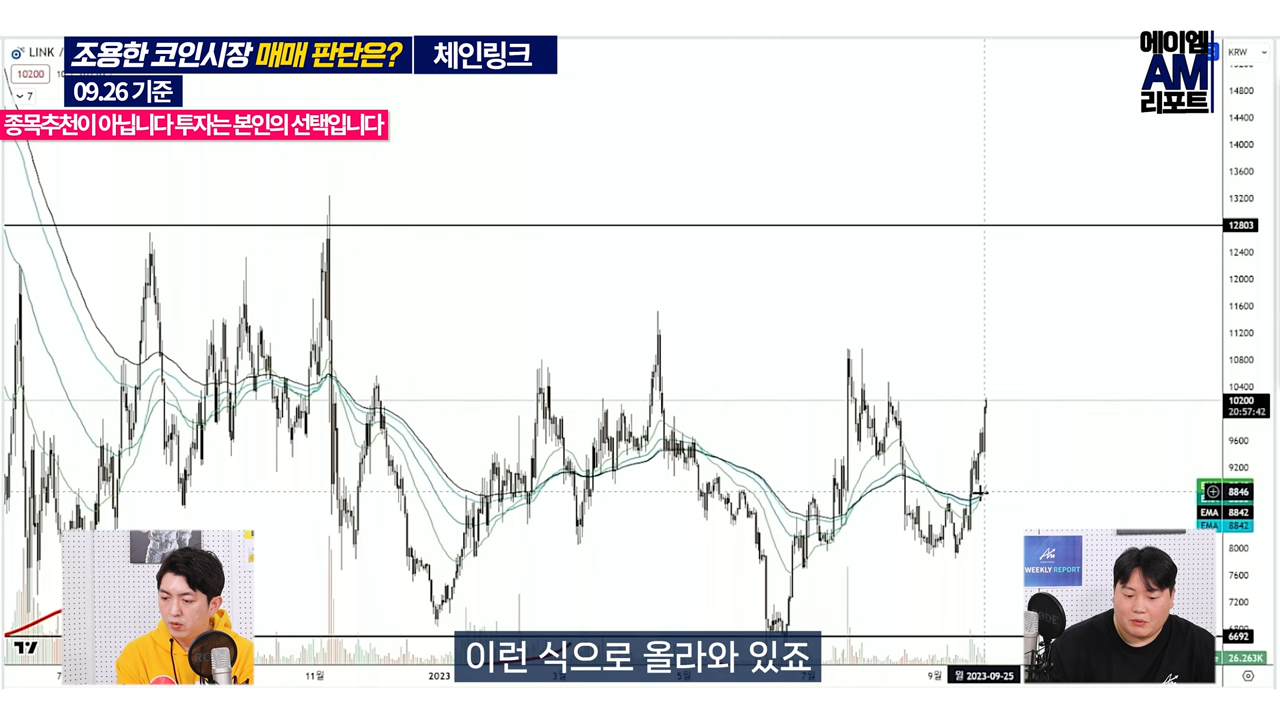 LINK /
조용한 코인시장 매매 판단은?
체인링크
에이엠
AM
리포트
KRW
10200
09.26 기준
7
종목추천이 아닙니다 투자는 본인의 선택입니다
14800
14400
14000
13600
13200
12803
12400
12000
11600
11200
10800
10400
10200
20:57:42
9600
9200
8846
EMA 8842
EMA 8842
8000
7600
7200
6692
26.263K
WEEKLY REPORT
이런 식으로 올라와 있죠
11월
2023
9월
월 2023-09-25